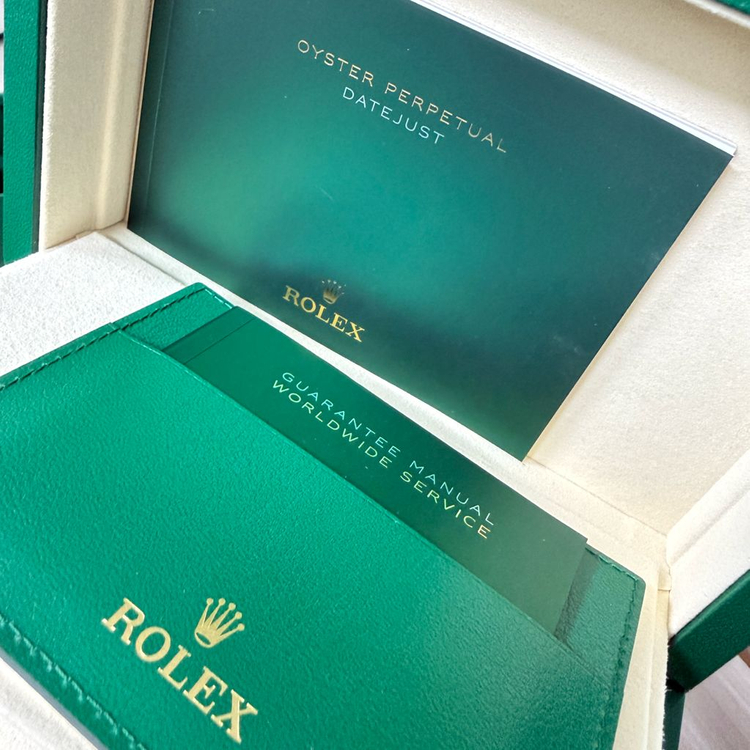 OYSTER PERPETUAL
DATEJUST
ROLEX
GUARANTEE MANUAL
WORLDWIDE SERVICE
ROLEX